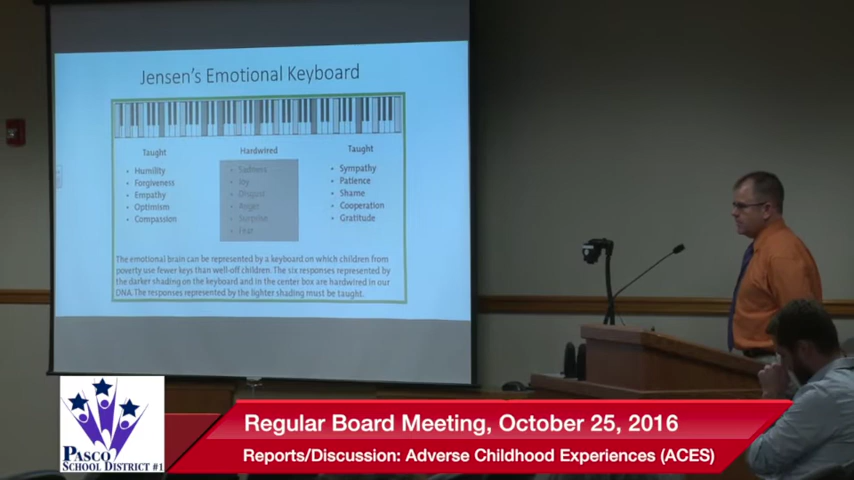 Jensen's Emotional Keyboard
Taught
• Humility
• Forgiveness
• Empathy
• Optimism
• Compassion
Hardwired
• Sadness
• Joy
• Disgust
• Anger
• Surprise
• Fear
Taught
• Sympathy
• Patience
• Shame
• Cooperation
• Gratitude
The emotional brain can be represented by a keyboard on which children from
poverty use fewer keys than well-off children. The six responses represented by
the darker shading on the keyboard and in the center box are hardwired in our
DNA. The responses represented by the lighter shading must be taught.
PASCO
SCHOOL DISTRICT #1
Regular Board Meeting, October 25, 2016
Reports/Discussion: Adverse Childhood Experiences (ACES)